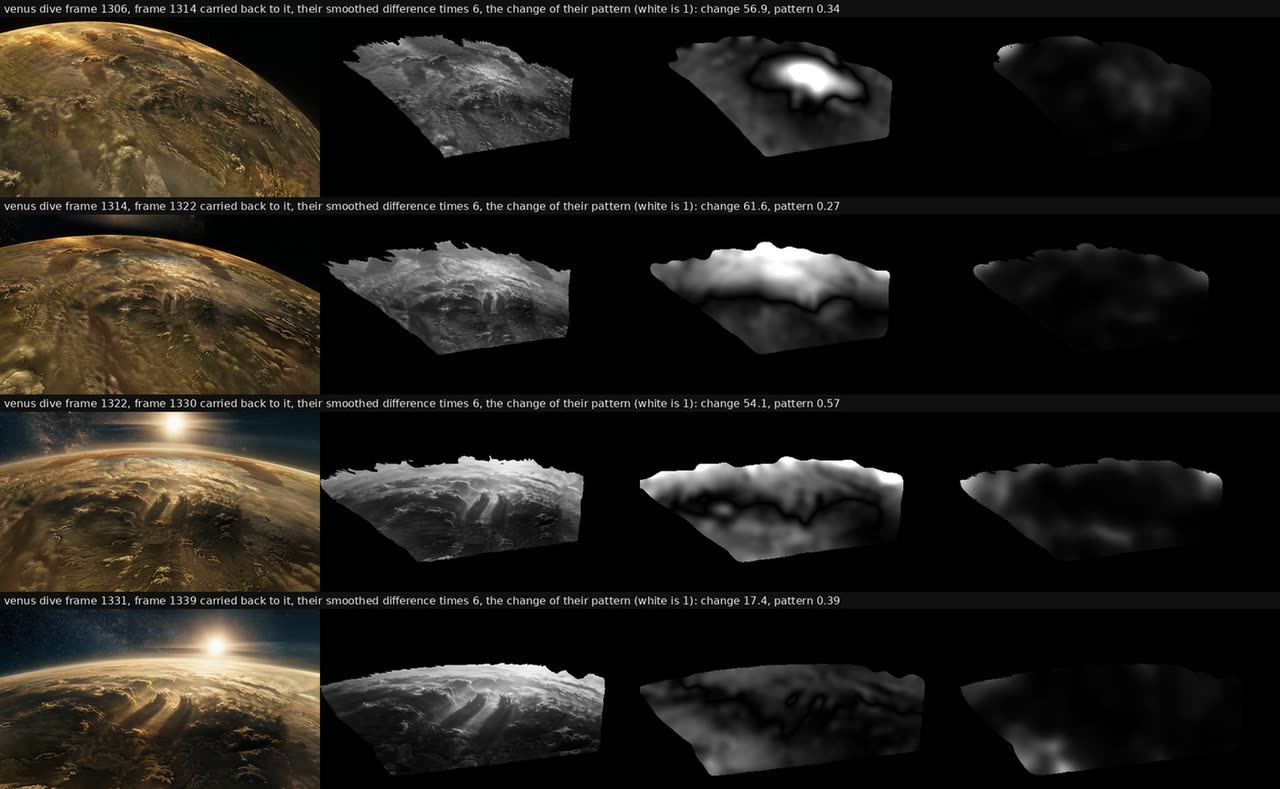 venus dive frame 1306, frame 1314 carried back to it, their smoothed difference times 6, the change of their pattern (white is 1): change 56.9, pattern 0.34
venus dive frame 1314, frame 1322 carried back to it, their smoothed difference times 6, the change of their pattern (white is 1): change 61.6, pattern 0.27
venus dive frame 1322, frame 1330 carried back to it, their smoothed difference times 6, the change of their pattern (white is 1): change 54.1, pattern 0.57
venus dive frame 1331, frame 1339 carried back to it, their smoothed difference times 6, the change of their pattern (white is 1): change 17.4, pattern 0.39